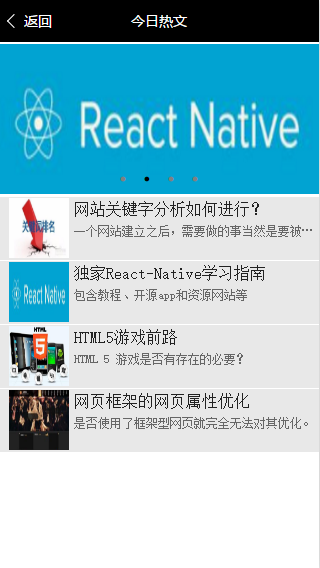 返回
今日热文
React Native
网站关键字分析如何进行？
一个网站建立之后，需要做的事当然是要被…
React Native
独家React-Native学习指南
包含教程、开源app和资源网站等
HTML
5
HTML5游戏前路
HTML 5 游戏是否有存在的必要？
网页框架的网页属性优化
是否使用了框架型网页就完全无法对其优化。